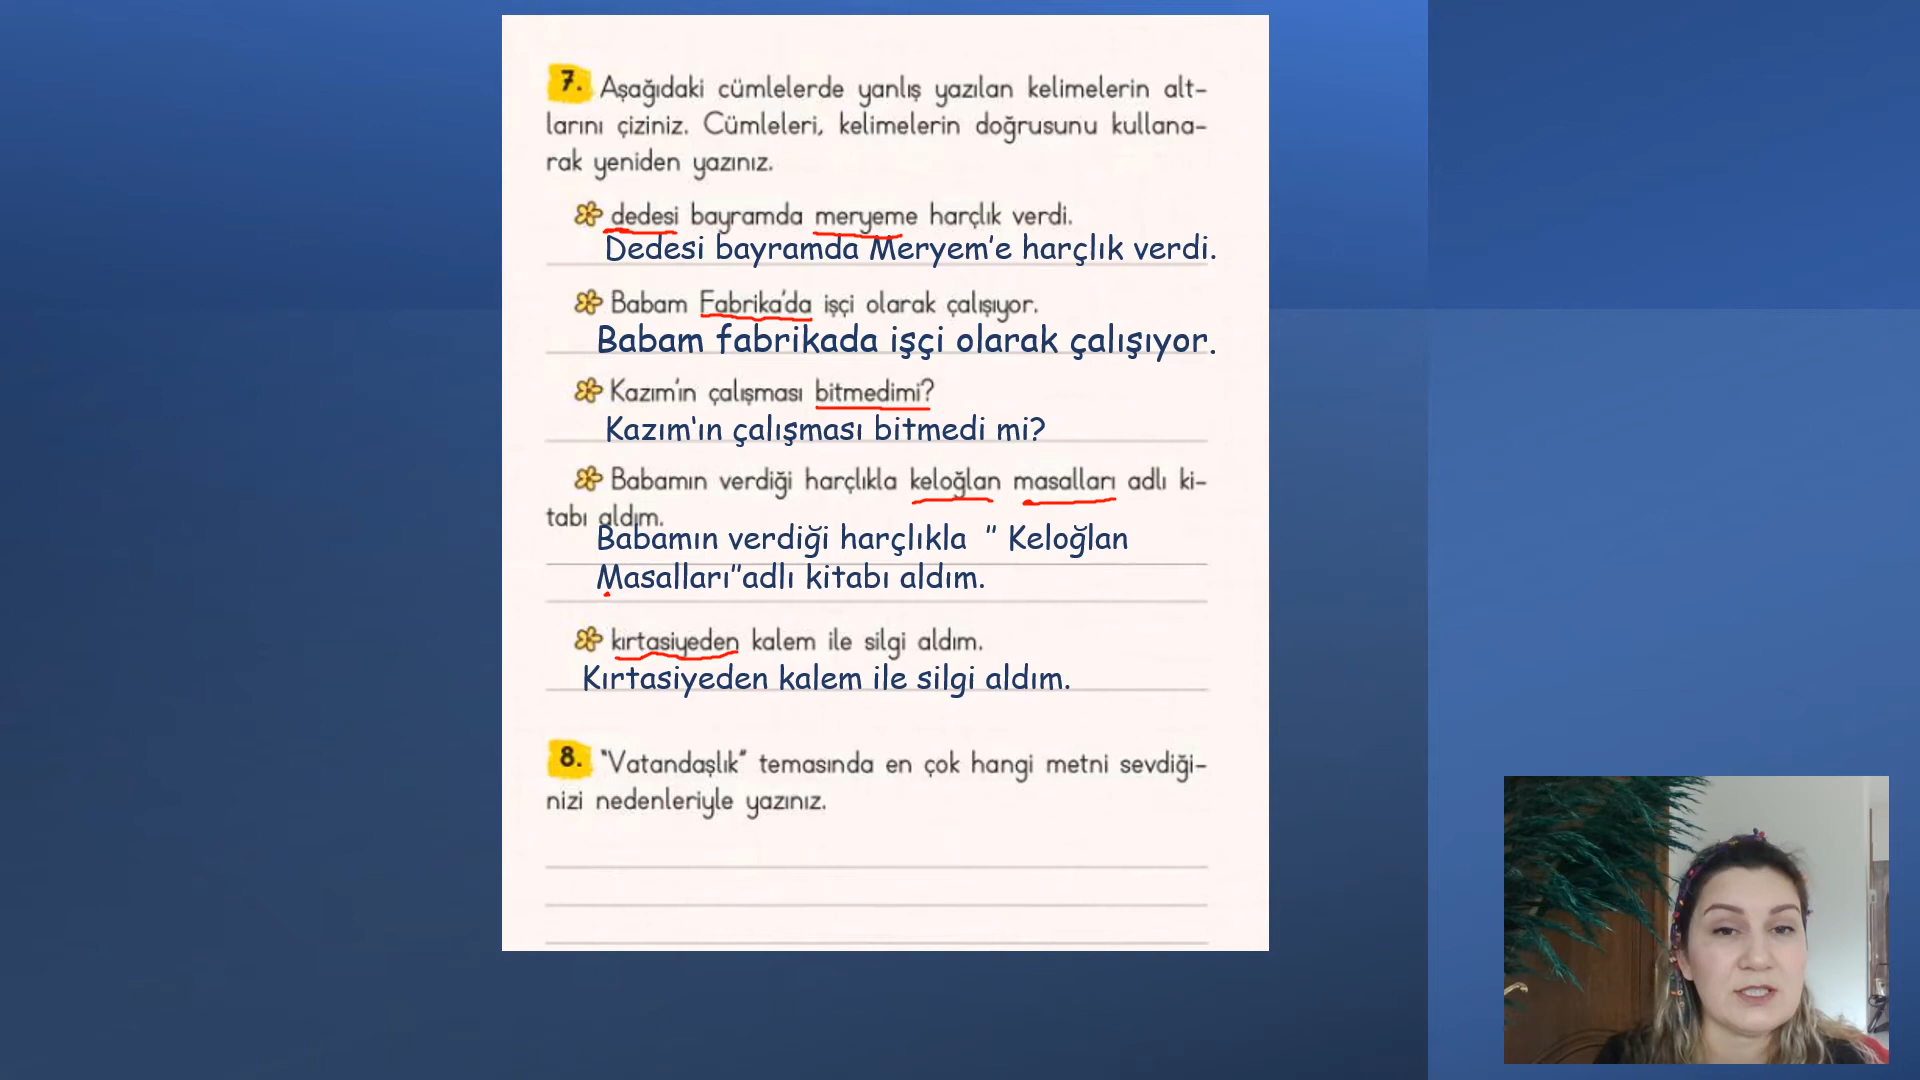 7. Aşağıdaki cümlelerde yanlış yazılan kelimelerin alt-
larını çiziniz. Cümleleri, kelimelerin doğrusunu kullana-
rak yeniden yazınız.
dedesi bayramda meryeme harçlık verdi.
Dedesi bayramda Meryem'e harçlık verdi.
Babam Fabrika'da işçi olarak çalışıyor.
Babam fabrikada işçi olarak çalışıyor.
Kazım'ın çalışması bitmedimi?
Kazım'ın çalışması bitmedi mi?
Babamın verdiği harçlıkla keloğlan masalları adlı ki-
tabı aldım.
Babamın verdiği harçlıkla " Keloğlan
Masalları"adlı kitabı aldım.
kırtasiyeden kalem ile silgi aldım.
Kırtasiyeden kalem ile silgi aldım.
8. "Vatandaşlık" temasında en çok hangi metni sevdiği-
nizi nedenleriyle yazınız.